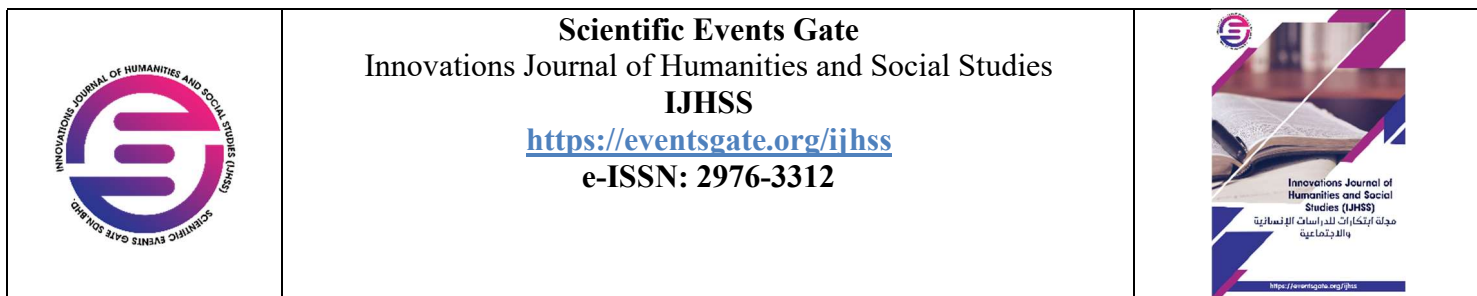 INNOVATIONS JOURNAL OF HUMANITIES AND SOCIAL STUDIES (IJHSS)
SCIENTIFIC EVENTS GATE SDN.BHD.
Scientific Events Gate
Innovations Journal of Humanities and Social Studies
IJHSS
https://eventsgate.org/ijhss
e-ISSN: 2976-3312
Innovations Journal of
Humanities and Social
Studies (IJHSS)
مجلة ابتكارات للدراسات الإنسانية
والاجتماعية
https://eventsgate.org/ijhss